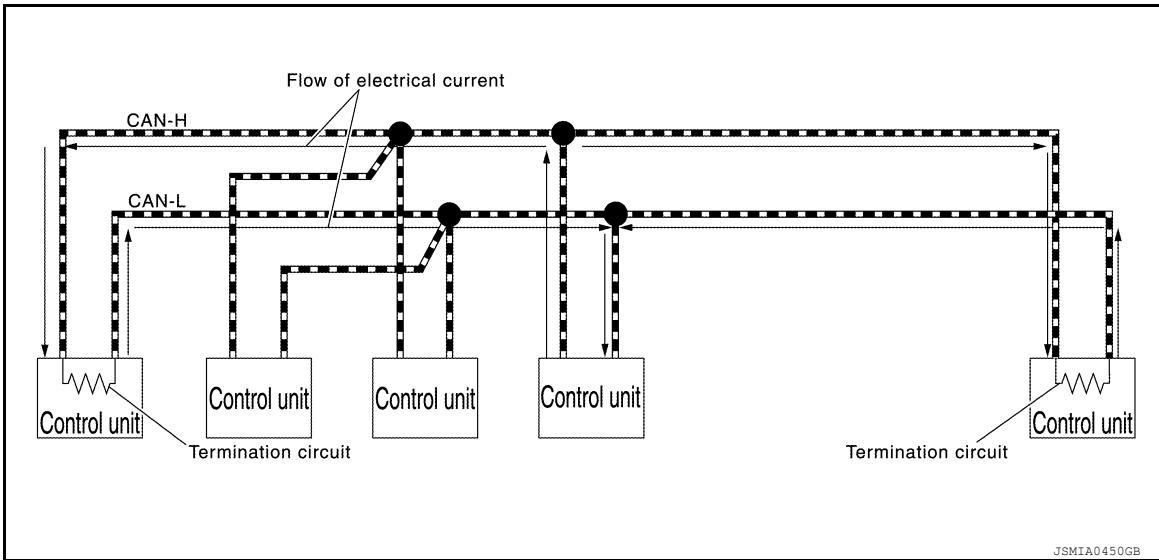 Flow of electrical current
CAN-H
CAN-L
Control unit
Control unit
Control unit
Control unit
Control unit
Termination circuit
Termination circuit
JSMIA0450GB